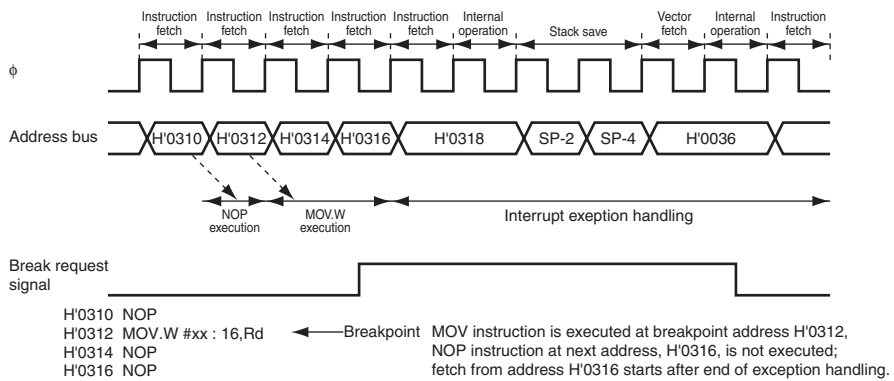 Instruction fetch
Instruction fetch
Instruction fetch
Instruction fetch
Instruction fetch
Internal operation
Stack save
Vector fetch
Internal operation
Instruction fetch
φ
Address bus
H'0310 H'0312 H'0314 H'0316 H'0318 SP-2 SP-4 H'0036
NOP execution
MOV.W execution
Interrupt exeption handling
Break request
signal
H'0310 NOP
H'0312 MOV.W #xx : 16,Rd Breakpoint MOV instruction is executed at breakpoint address H'0312,
H'0314 NOP NOP instruction at next address, H'0316, is not executed;
H'0316 NOP fetch from address H'0316 starts after end of exception handling.